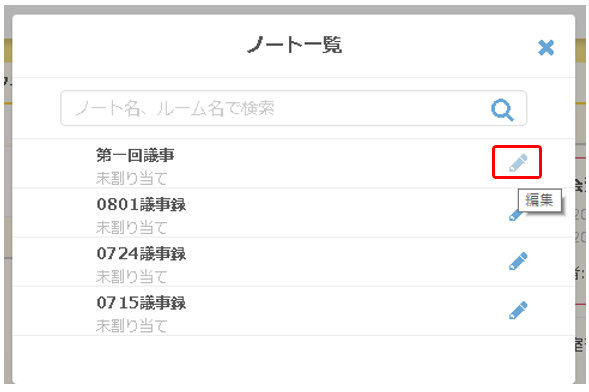 ノート一覧
ノート名、ルーム名で検索
第一回議事
未割り当て
編集
0801議事録
未割り当て
0724議事録
未割り当て
0715議事録
未割り当て